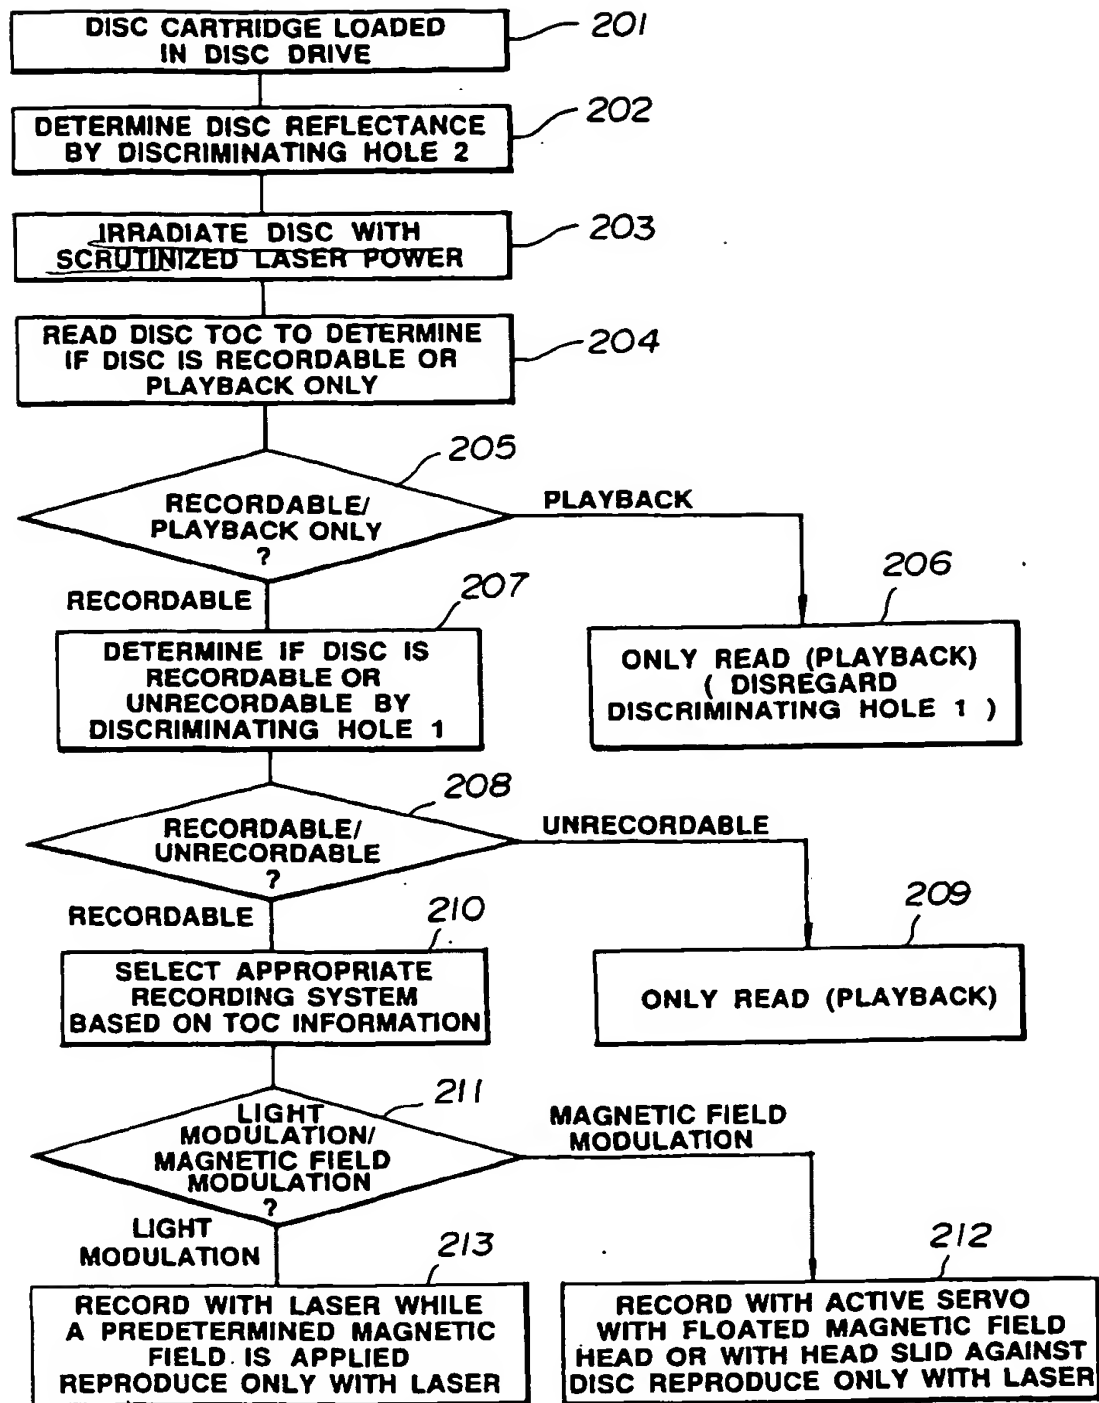 DISC CARTRIDGE LOADED
IN DISC DRIVE
201
DETERMINE DISC REFLECTANCE
BY DISCRIMINATING HOLE 2
202
IRRADIATE DISC WITH
SCRUTINIZED LASER POWER
203
READ DISC TOC TO DETERMINE
IF DISC IS RECORDABLE OR
PLAYBACK ONLY
204
205
RECORDABLE/
PLAYBACK ONLY
?
PLAYBACK
206
ONLY READ (PLAYBACK)
( DISREGARD
DISCRIMINATING HOLE 1 )
RECORDABLE
207
DETERMINE IF DISC IS
RECORDABLE OR
UNRECORDABLE BY
DISCRIMINATING HOLE 1
208
RECORDABLE/
UNRECORDABLE
?
UNRECORDABLE
209
ONLY READ (PLAYBACK)
RECORDABLE
210
SELECT APPROPRIATE
RECORDING SYSTEM
BASED ON TOC INFORMATION
211
LIGHT
MODULATION/
MAGNETIC FIELD
MODULATION
?
MAGNETIC FIELD
MODULATION
212
RECORD WITH ACTIVE SERVO
WITH FLOATED MAGNETIC FIELD
HEAD OR WITH HEAD SLID AGAINST
DISC REPRODUCE ONLY WITH LASER
LIGHT
MODULATION
213
RECORD WITH LASER WHILE
A PREDETERMINED MAGNETIC
FIELD IS APPLIED
REPRODUCE ONLY WITH LASER